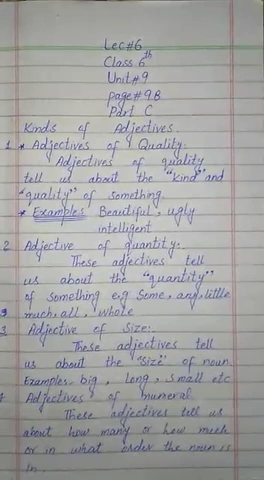 Lec#6
Class 6th
Unit#9
page#98
Part C
Kinds of Adjectives.
1 * Adjectives of Quality:
Adjectives of quality
tell us about the "kind" and
"quality" of something.
* Examples Beautiful, ugly
intelligent
2 Adjective of quantity:.
These adjectives tell
us about the "quantity"
of something e.g Some, any, little
much, all, whole
3 Adjective of Size:.
These adjectives tell
us about the "size" of noun.
Examples. big, Long, Small etc
Adjectives of numeral.
These adjectives tell us
about how many or how much
or in what order the noun is
in.